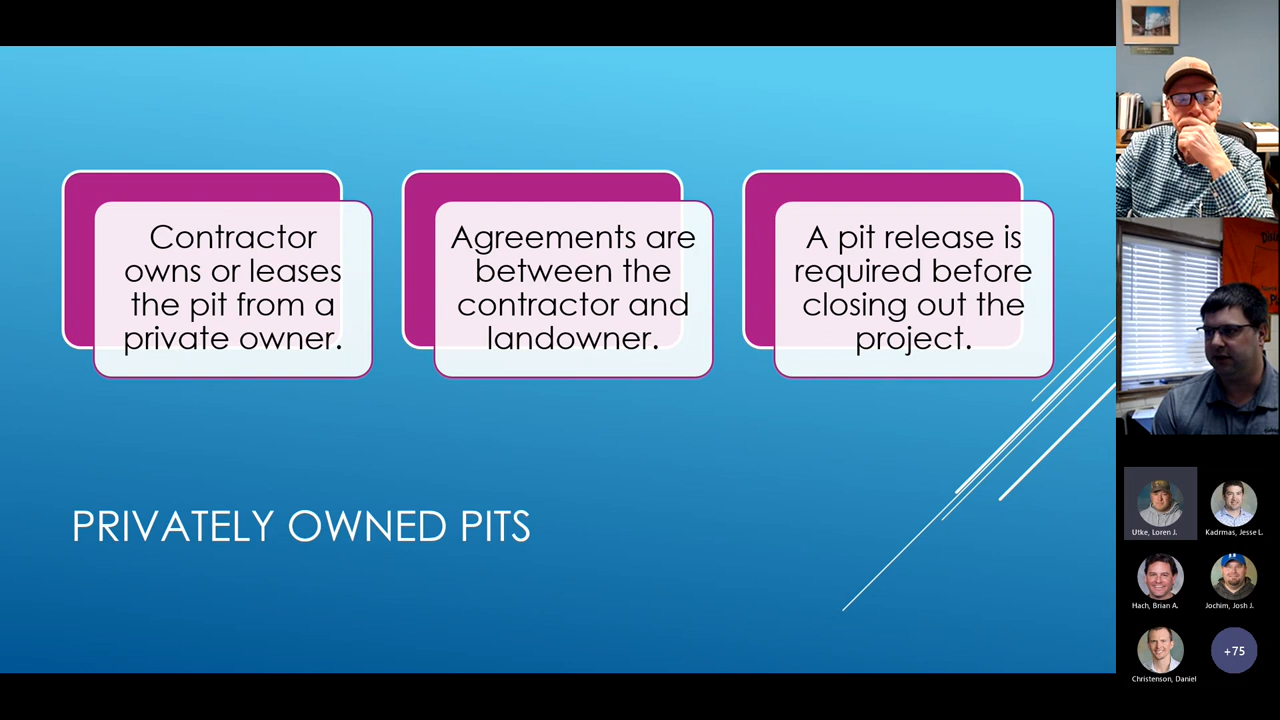 Contractor
owns or leases
the pit from a
private owner.
Agreements are
between the
contractor and
landowner.
A pit release is
required before
closing out the
project.
PRIVATELY OWNED PITS
Utke, Loren J.
Kadrmas, Jesse L.
Hach, Brian A.
Jochim, Josh J.
Christenson, Daniel
+75